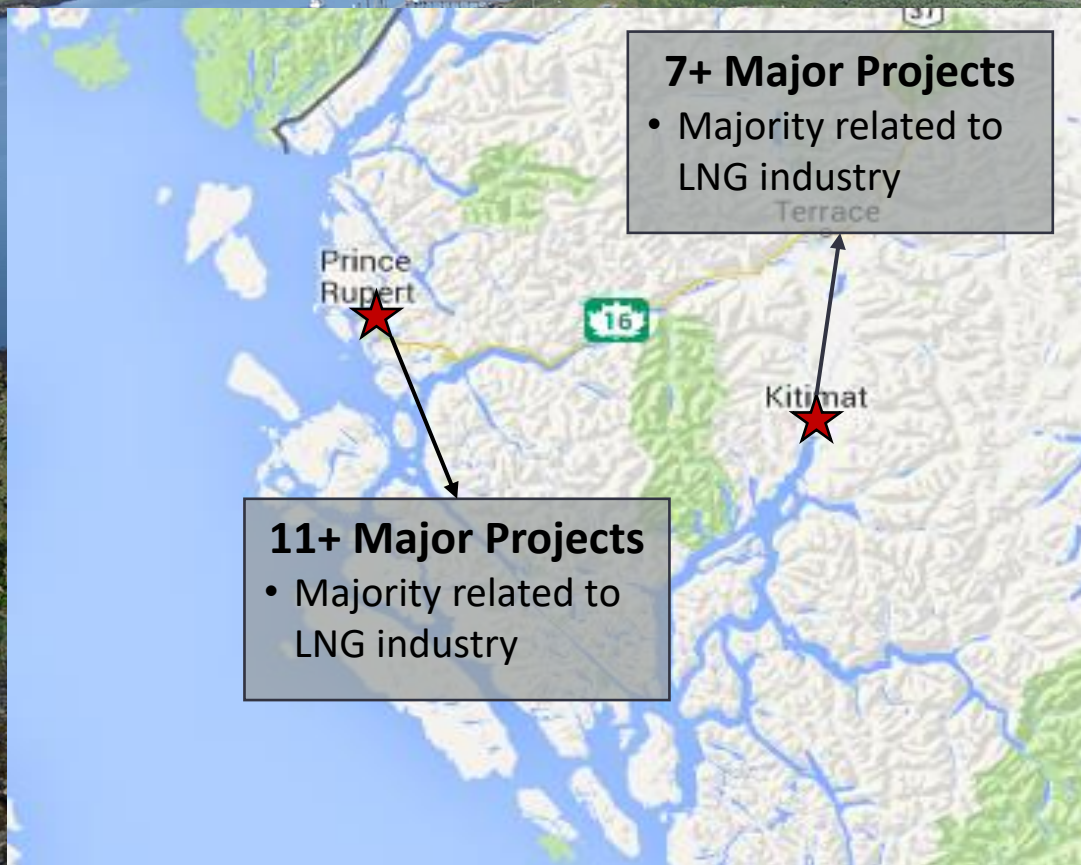 37
7+ Major Projects
• Majority related to
LNG industry
Terrace
Prince
Rupert
16
Kitimat
11+ Major Projects
• Majority related to
LNG industry